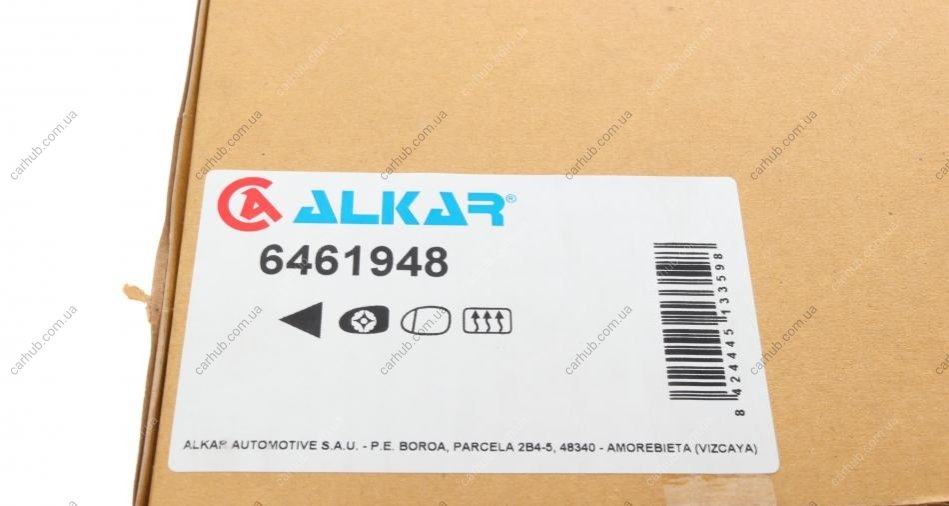 ALKAR®
6461948
8 424445 133598
ALKAR AUTOMOTIVE S.A.U. - P.E. BOROA, PARCELA 2B4-5, 48340 - AMOREBIETA (VIZCAYA)
carhub.com.ua